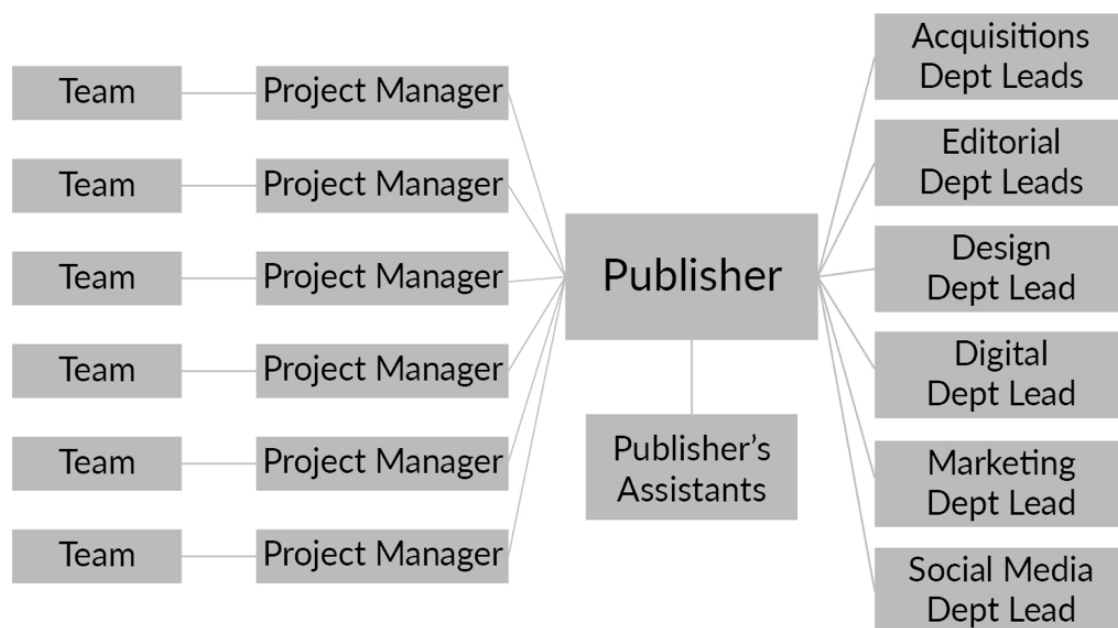 Team
Project Manager
Team
Project Manager
Team
Project Manager
Team
Project Manager
Team
Project Manager
Team
Project Manager
Publisher
Publisher’s
Assistants
Acquisitions
Dept Leads
Editorial
Dept Leads
Design
Dept Lead
Digital
Dept Lead
Marketing
Dept Lead
Social Media
Dept Lead